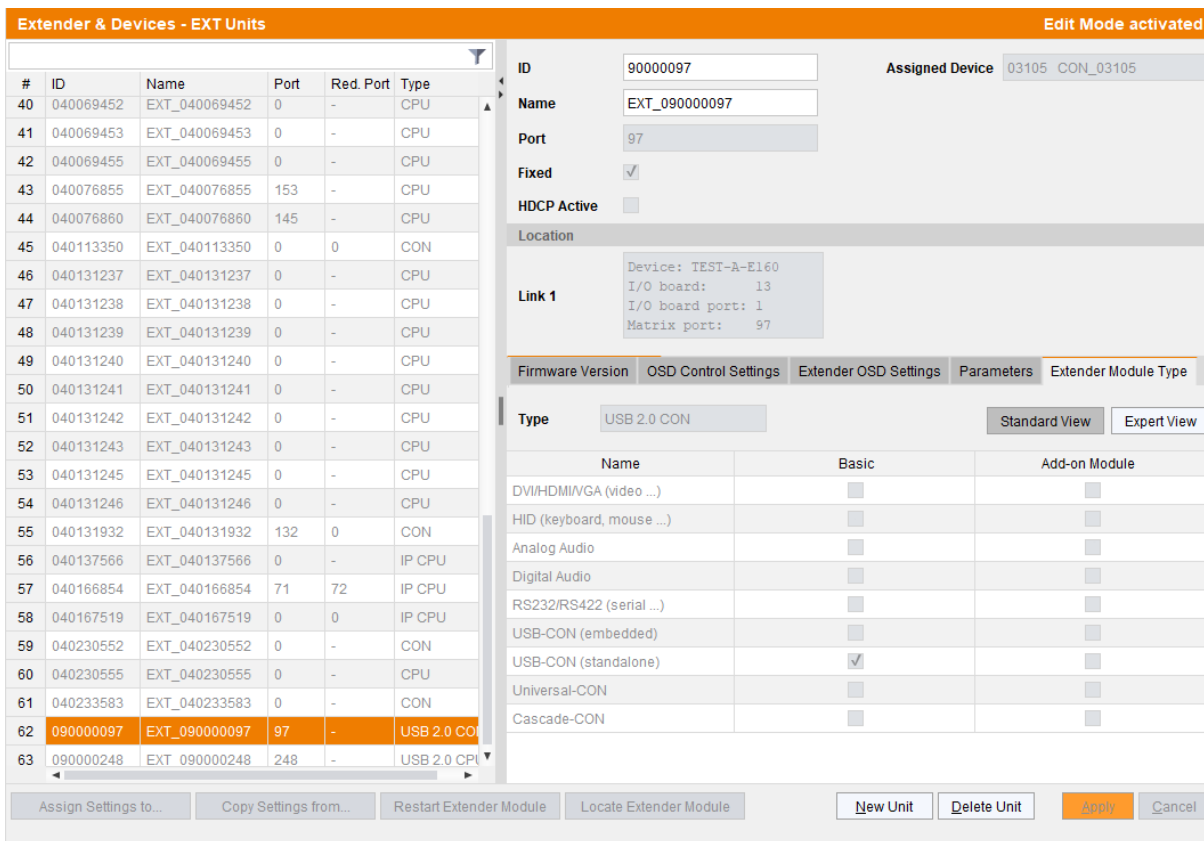 Extender & Devices - EXT Units Edit Mode activated
# ID Name Port Red. Port Type
40 040069452 EXT_040069452 0 - CPU
41 040069453 EXT_040069453 0 - CPU
42 040069455 EXT_040069455 0 - CPU
43 040076855 EXT_040076855 153 - CPU
44 040076860 EXT_040076860 145 - CPU
45 040113350 EXT_040113350 0 0 CON
46 040131237 EXT_040131237 0 - CPU
47 040131238 EXT_040131238 0 - CPU
48 040131239 EXT_040131239 0 - CPU
49 040131240 EXT_040131240 0 - CPU
50 040131241 EXT_040131241 0 - CPU
51 040131242 EXT_040131242 0 - CPU
52 040131243 EXT_040131243 0 - CPU
53 040131245 EXT_040131245 0 - CPU
54 040131246 EXT_040131246 0 - CPU
55 040131932 EXT_040131932 132 0 CON
56 040137566 EXT_040137566 0 - IP CPU
57 040166854 EXT_040166854 71 72 IP CPU
58 040167519 EXT_040167519 0 0 IP CPU
59 040230552 EXT_040230552 0 - CON
60 040230555 EXT_040230555 0 - CPU
61 040233583 EXT_040233583 0 - CON
62 090000097 EXT_090000097 97 - USB 2.0 CO
63 090000248 EXT_090000248 248 - USB 2.0 CPU
ID 90000097 Assigned Device 03105 CON_03105
Name EXT_090000097
Port 97
Fixed
HDCP Active
Location
Link 1
Device: TEST-A-E160
I/O board: 13
I/O board port: 1
Matrix port: 97
Firmware Version OSD Control Settings Extender OSD Settings Parameters Extender Module Type
Type USB 2.0 CON Standard View Expert View
Name Basic Add-on Module
DVI/HDMI/VGA (video ...)
HID (keyboard, mouse ...)
Analog Audio
Digital Audio
RS232/RS422 (serial ...)
USB-CON (embedded)
USB-CON (standalone)
Universal-CON
Cascade-CON
Assign Settings to... Copy Settings from... Restart Extender Module Locate Extender Module New Unit Delete Unit Apply Cancel